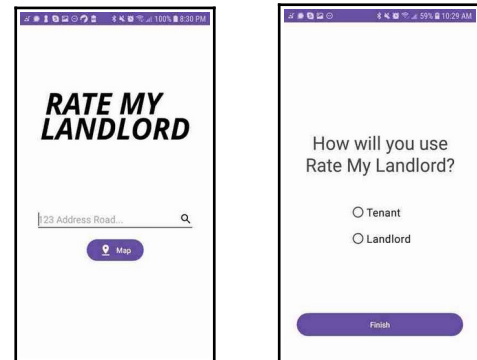 100% 8:30 PM
RATE MY
LANDLORD
123 Address Road...
Map
59% 10:29 AM
How will you use
Rate My Landlord?
Tenant
Landlord
Finish